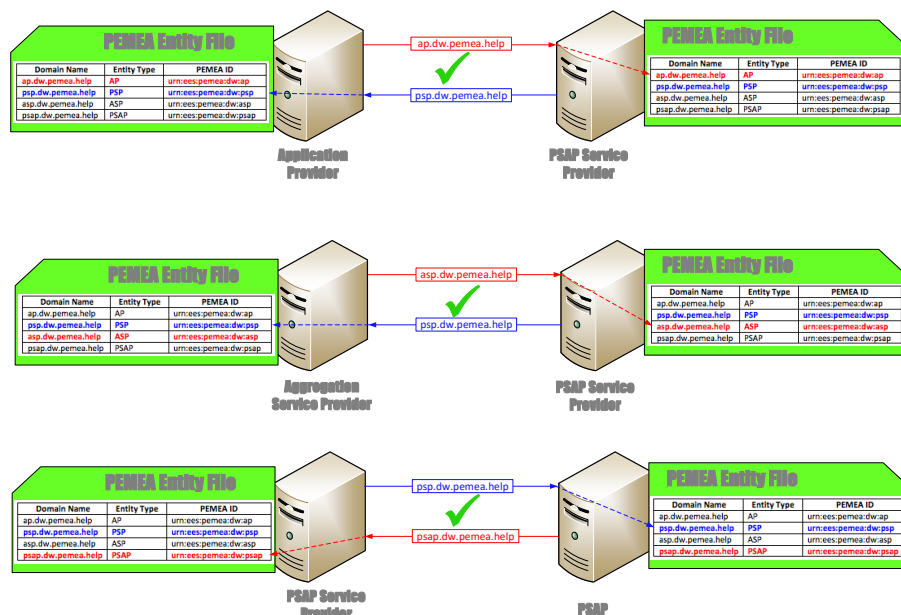 PEMEA Entity File
Domain Name Entity Type PEMEA ID
ap.dw.pemea.help AP urn:ees:pemea:dw:ap
psp.dw.pemea.help PSP urn:ees:pemea:dw:psp
asp.dw.pemea.help ASP urn:ees:pemea:dw:asp
psap.dw.pemea.help PSAP urn:ees:pemea:dw:psap
ap.dw.pemea.help
psp.dw.pemea.help
Application
Provider
PSAP Service
Provider
PEMEA Entity File
Domain Name Entity Type PEMEA ID
ap.dw.pemea.help AP urn:ees:pemea:dw:ap
psp.dw.pemea.help PSP urn:ees:pemea:dw:psp
asp.dw.pemea.help ASP urn:ees:pemea:dw:asp
psap.dw.pemea.help PSAP urn:ees:pemea:dw:psap
PEMEA Entity File
Domain Name Entity Type PEMEA ID
ap.dw.pemea.help AP urn:ees:pemea:dw:ap
psp.dw.pemea.help PSP urn:ees:pemea:dw:psp
asp.dw.pemea.help ASP urn:ees:pemea:dw:asp
psap.dw.pemea.help PSAP urn:ees:pemea:dw:psap
asp.dw.pemea.help
psp.dw.pemea.help
Aggregation
Service Provider
PSAP Service
Provider
PEMEA Entity File
Domain Name Entity Type PEMEA ID
ap.dw.pemea.help AP urn:ees:pemea:dw:ap
psp.dw.pemea.help PSP urn:ees:pemea:dw:psp
asp.dw.pemea.help ASP urn:ees:pemea:dw:asp
psap.dw.pemea.help PSAP urn:ees:pemea:dw:psap
PEMEA Entity File
Domain Name Entity Type PEMEA ID
ap.dw.pemea.help AP urn:ees:pemea:dw:ap
psp.dw.pemea.help PSP urn:ees:pemea:dw:psp
asp.dw.pemea.help ASP urn:ees:pemea:dw:asp
psap.dw.pemea.help PSAP urn:ees:pemea:dw:psap
psp.dw.pemea.help
psap.dw.pemea.help
PSAP Service
Provider
PSAP
PEMEA Entity File
Domain Name Entity Type PEMEA ID
ap.dw.pemea.help AP urn:ees:pemea:dw:ap
psp.dw.pemea.help PSP urn:ees:pemea:dw:psp
asp.dw.pemea.help ASP urn:ees:pemea:dw:asp
psap.dw.pemea.help PSAP urn:ees:pemea:dw:psap